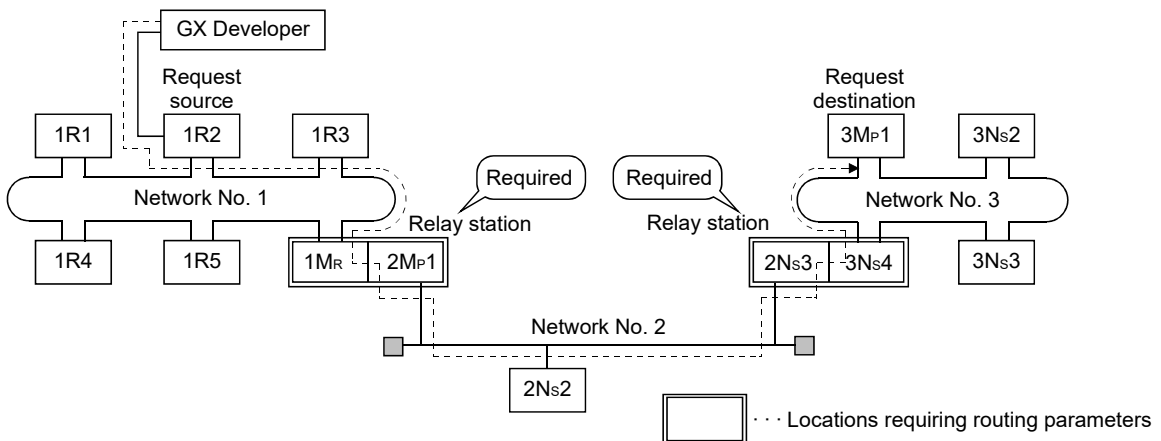 GX Developer
Request
source
Request
destination
1R1
1R2
1R3
3MP1
3NS2
Required
Required
Network No. 1
Network No. 3
Relay station
Relay station
1R4
1R5
1MR
2MP1
2NS3
3NS4
3NS3
Network No. 2
2NS2
··· Locations requiring routing parameters